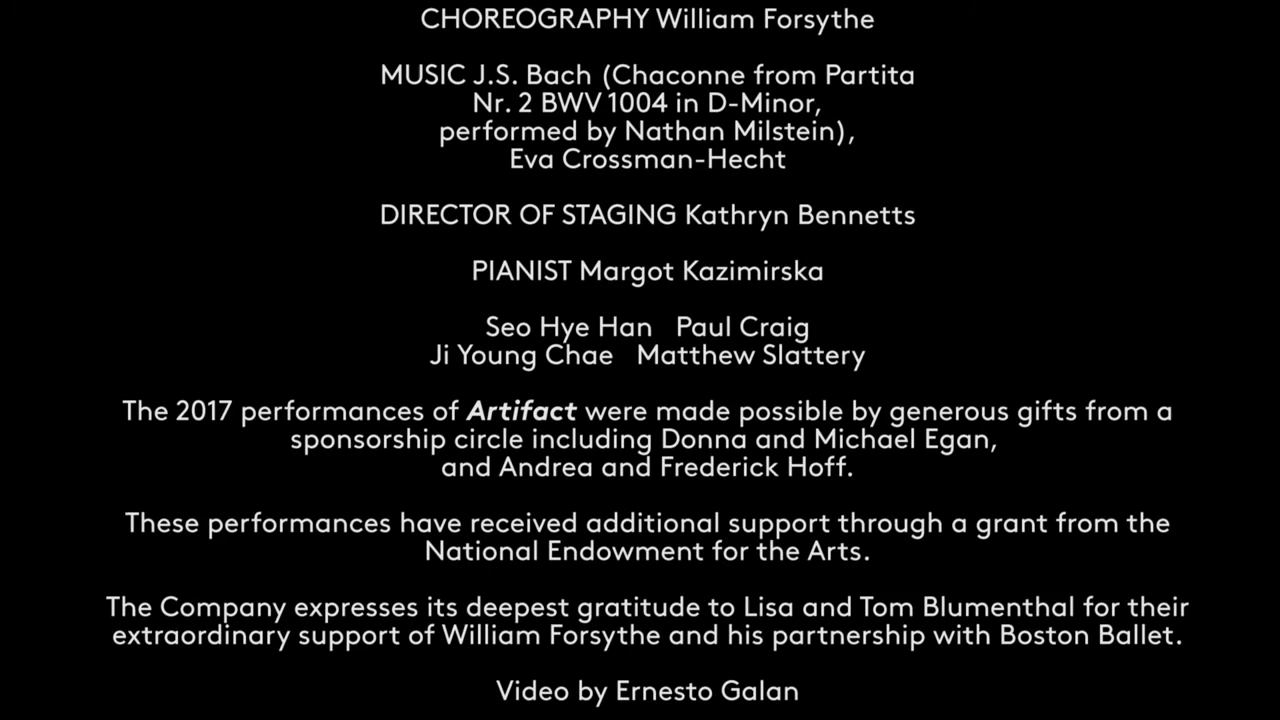 CHOREOGRAPHY William Forsythe
MUSIC J.S. Bach (Chaconne from Partita
Nr. 2 BWV 1004 in D-Minor,
performed by Nathan Milstein),
Eva Crossman-Hecht
DIRECTOR OF STAGING Kathryn Bennetts
PIANIST Margot Kazimirska
Seo Hye Han Paul Craig
Ji Young Chae Matthew Slattery
The 2017 performances of Artifact were made possible by generous gifts from a
sponsorship circle including Donna and Michael Egan,
and Andrea and Frederick Hoff.
These performances have received additional support through a grant from the
National Endowment for the Arts.
The Company expresses its deepest gratitude to Lisa and Tom Blumenthal for their
extraordinary support of William Forsythe and his partnership with Boston Ballet.
Video by Ernesto Galan